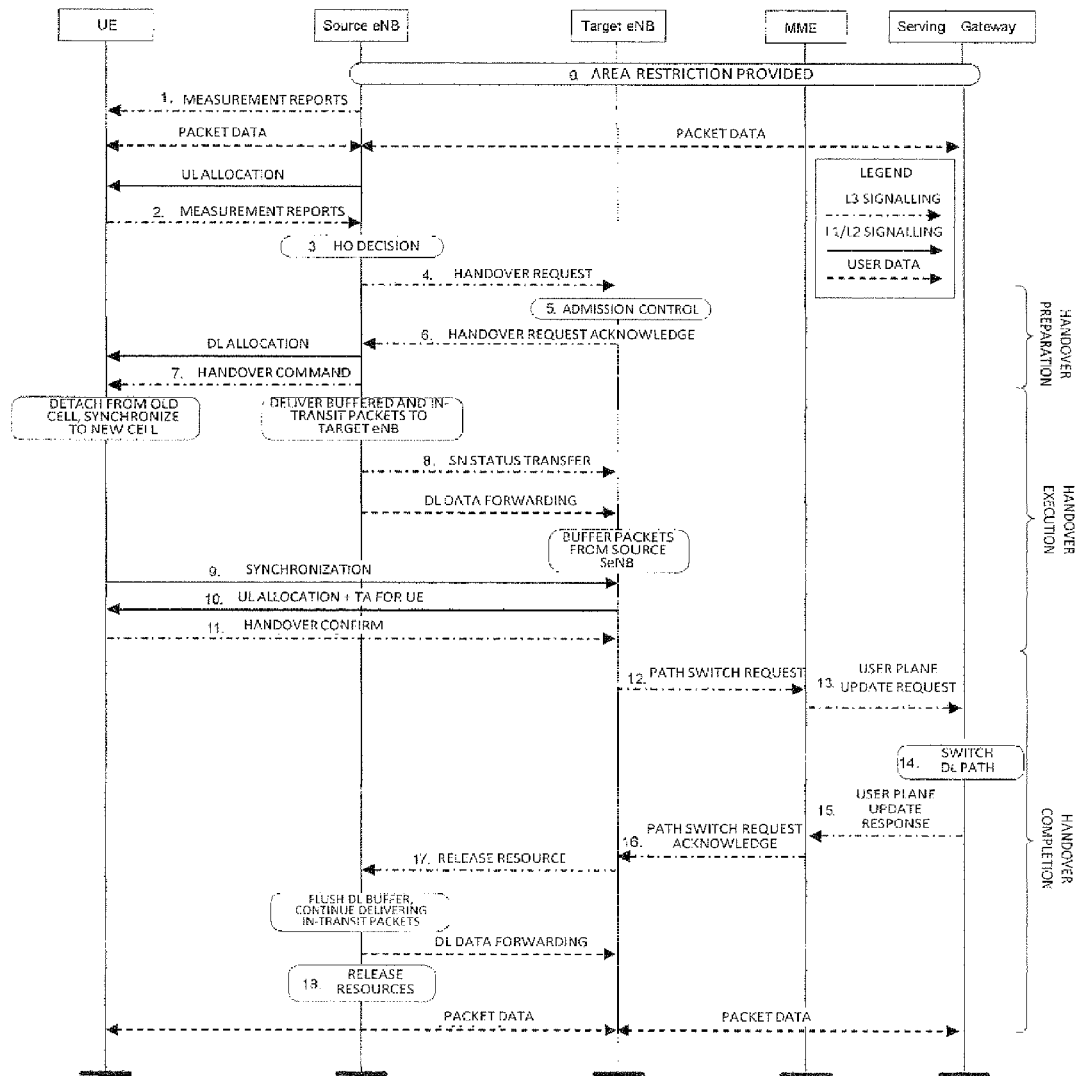 UE
Source eNB
Target eNB
MME
Serving Gateway
0. AREA RESTRICTION PROVIDED
1. MEASUREMENT REPORTS
PACKET DATA
PACKET DATA
UL ALLOCATION
2. MEASUREMENT REPORTS
LEGEND
L3 SIGNALLING
L1/L2 SIGNALLING
USER DATA
3. HO DECISION
4. HANDOVER REQUEST
5. ADMISSION CONTROL
6. HANDOVER REQUEST ACKNOWLEDGE
DL ALLOCATION
7. HANDOVER COMMAND
HANDOVER
PREPARATION
DETACH FROM OLD
CELL, SYNCHRONIZE
TO NEW CELL
DELIVER BUFFERED AND IN-
TRANSIT PACKETS TO
TARGET eNB
8. SN STATUS TRANSFER
DL DATA FORWARDING
BUFFER PACKETS
FROM SOURCE
SeNB
9. SYNCHRONIZATION
10. UL ALLOCATION + TA FOR UE
11. HANDOVER CONFIRM
HANDOVER
EXECUTION
12. PATH SWITCH REQUEST
13. USER PLANE
UPDATE REQUEST
14. SWITCH
DL PATH
15. USER PLANE
UPDATE
RESPONSE
16. PATH SWITCH REQUEST
ACKNOWLEDGE
17. RELEASE RESOURCE
FLUSH DL BUFFER,
CONTINUE DELIVERING
IN-TRANSIT PACKETS
DL DATA FORWARDING
18. RELEASE
RESOURCES
PACKET DATA
PACKET DATA
HANDOVER
COMPLETION